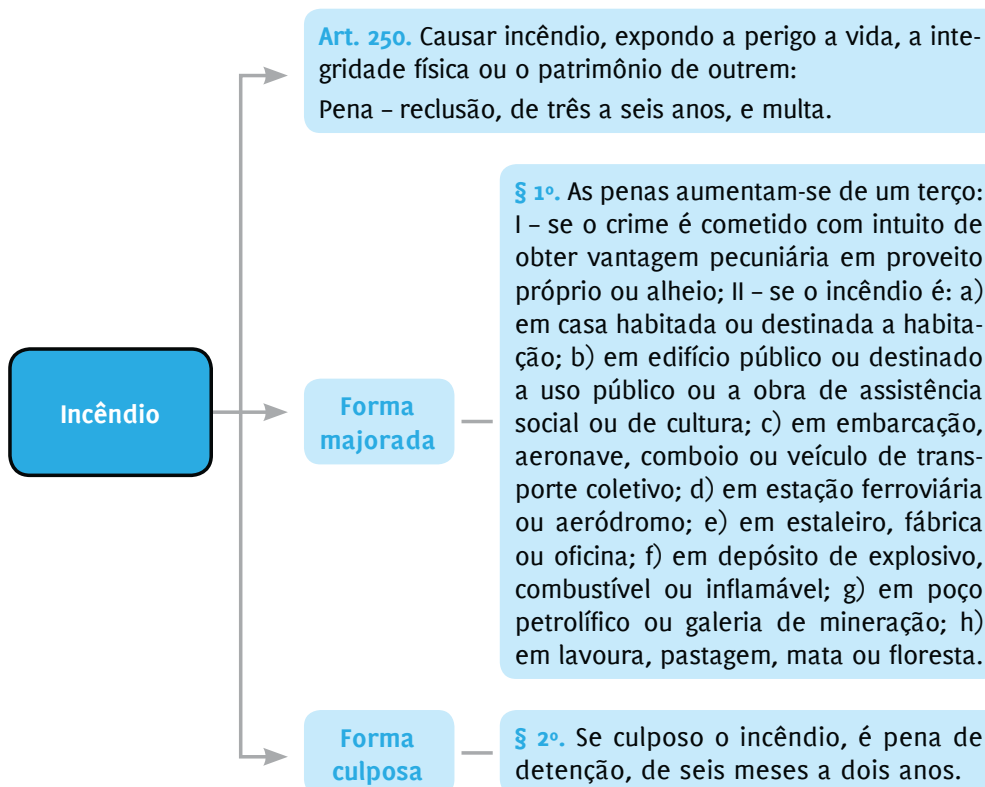 Art. 250. Causar incêndio, expondo a perigo a vida, a inte-
gridade física ou o patrimônio de outrem:
Pena – reclusão, de três a seis anos, e multa.
Incêndio
Forma
majorada
§ 1º. As penas aumentam-se de um terço:
I – se o crime é cometido com intuito de
obter vantagem pecuniária em proveito
próprio ou alheio; II – se o incêndio é: a)
em casa habitada ou destinada a habita-
ção; b) em edifício público ou destinado
a uso público ou a obra de assistência
social ou de cultura; c) em embarcação,
aeronave, comboio ou veículo de trans-
porte coletivo; d) em estação ferroviária
ou aeródromo; e) em estaleiro, fábrica
ou oficina; f) em depósito de explosivo,
combustível ou inflamável; g) em poço
petrolífico ou galeria de mineração; h)
em lavoura, pastagem, mata ou floresta.
Forma
culposa
§ 2º. Se culposo o incêndio, é pena de
detenção, de seis meses a dois anos.